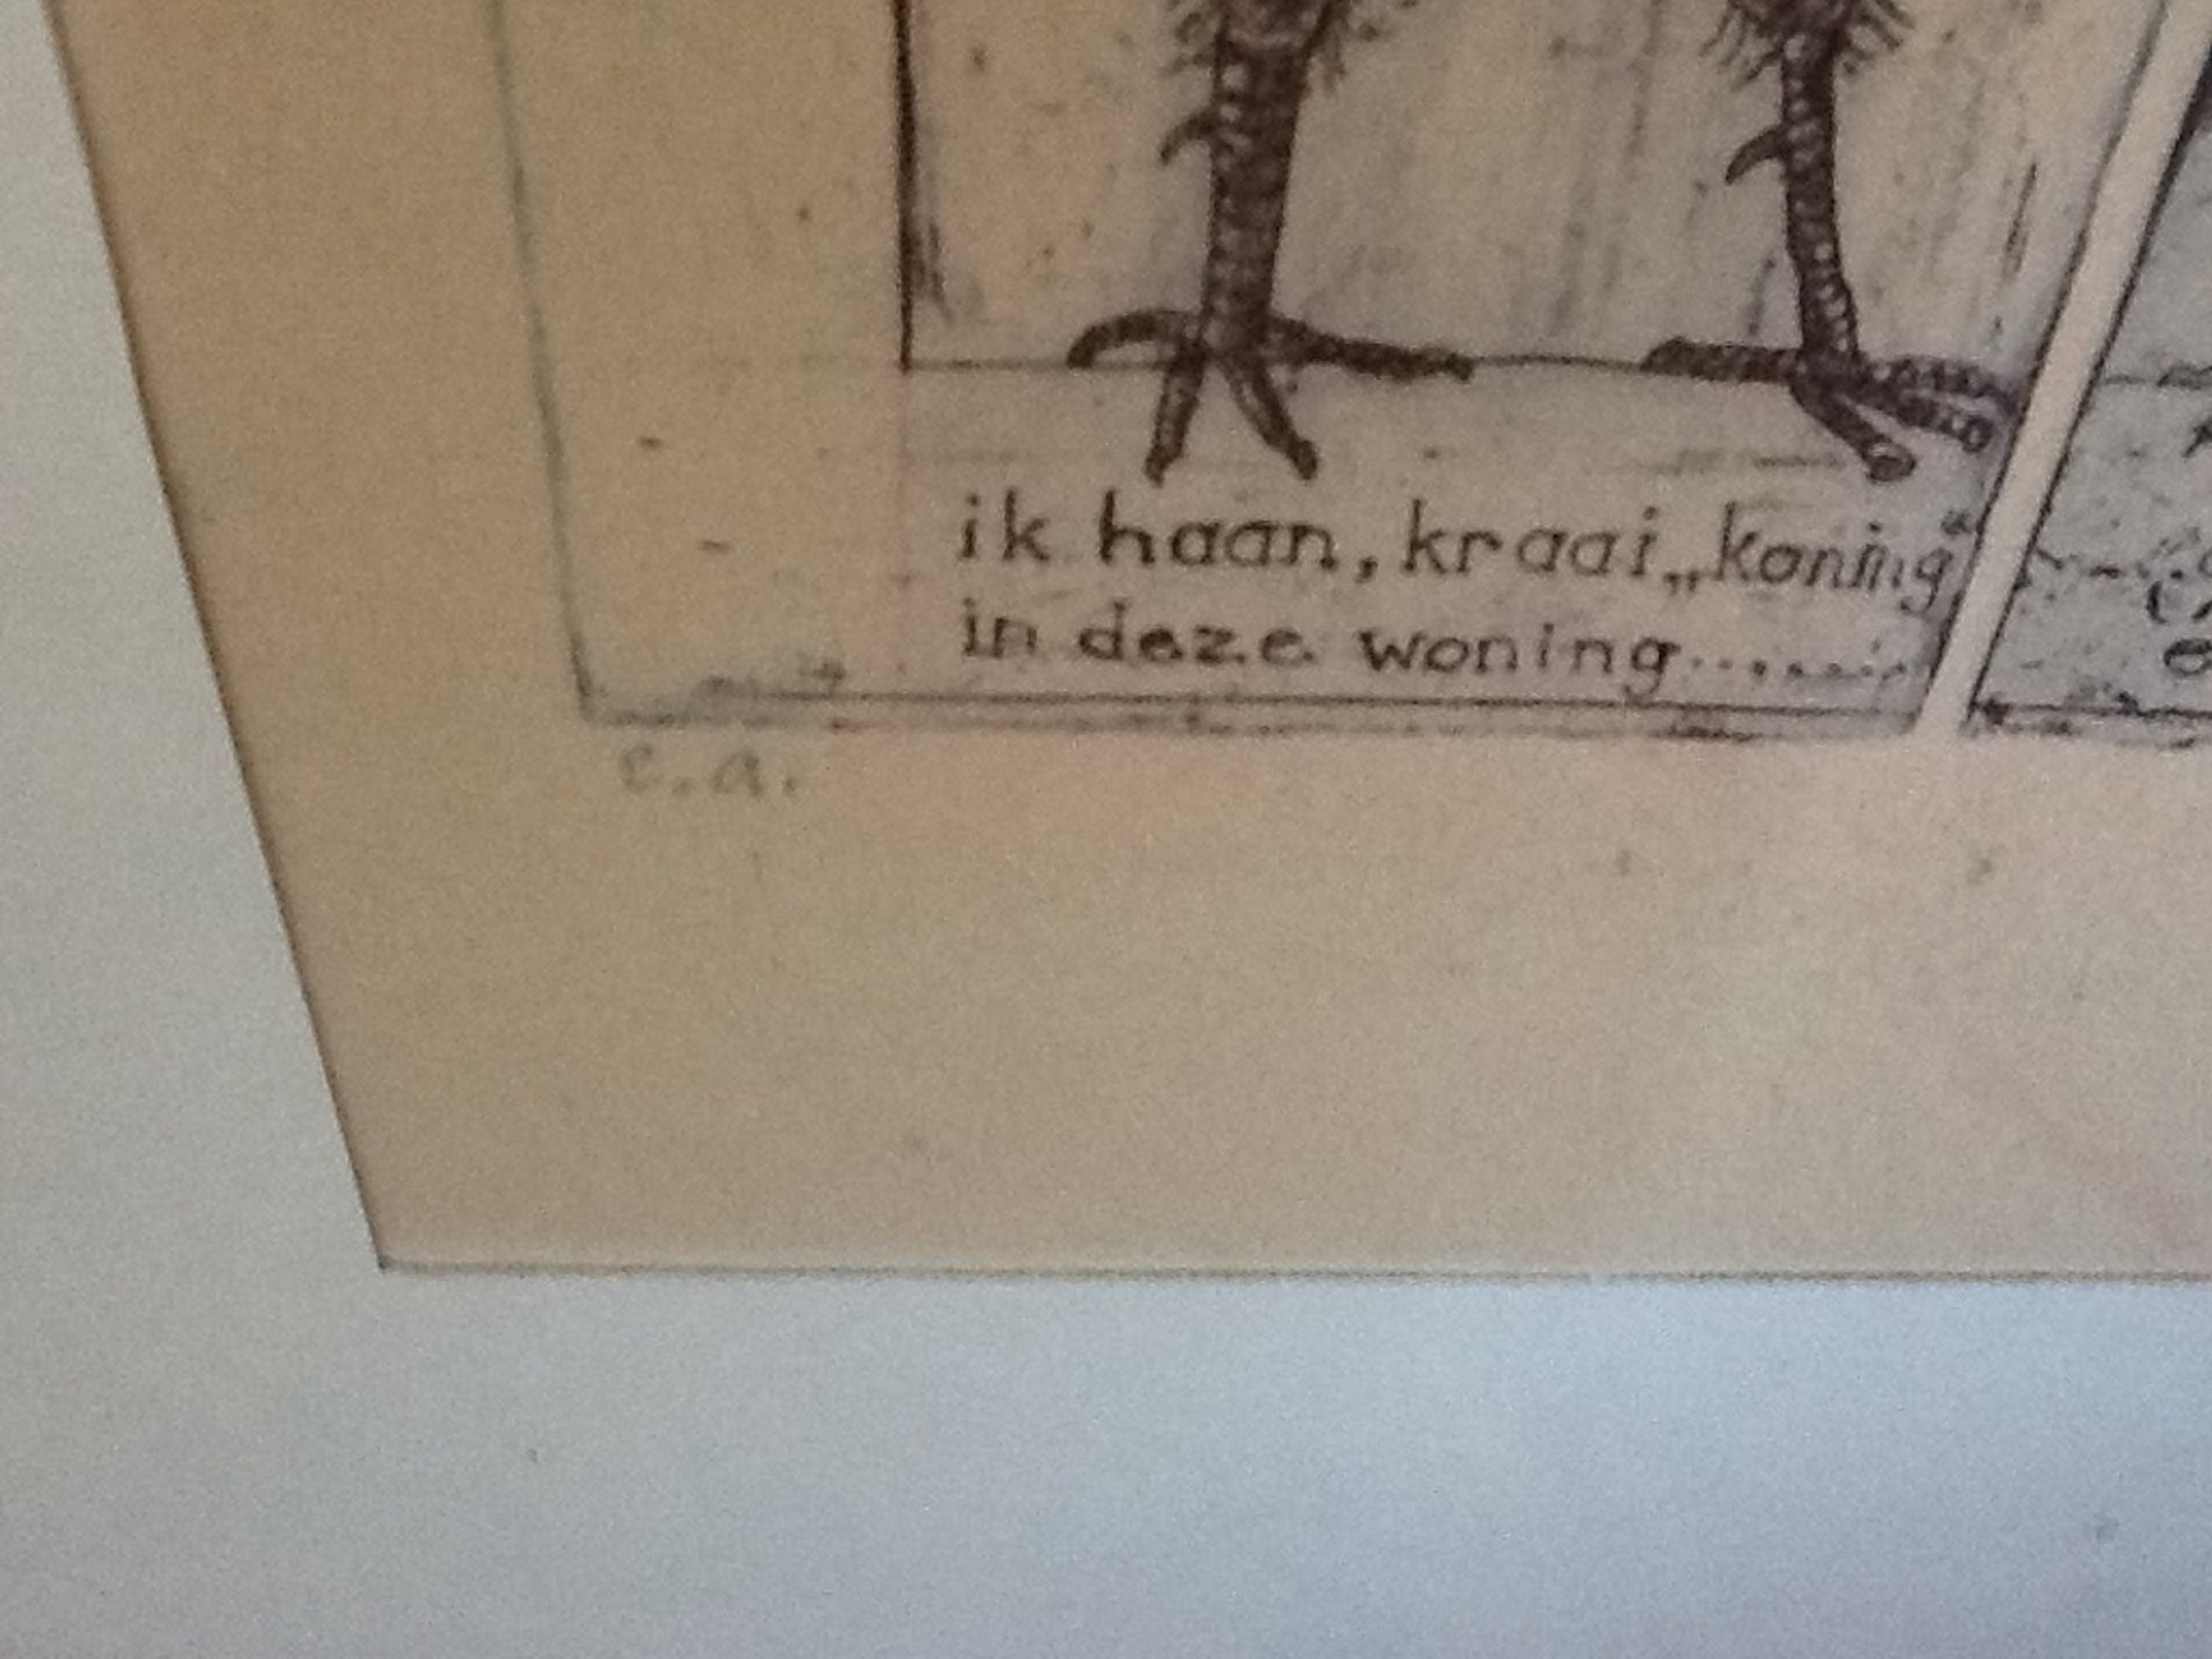 ik haan, kraai „koning“
in deze woning.........
e.a.